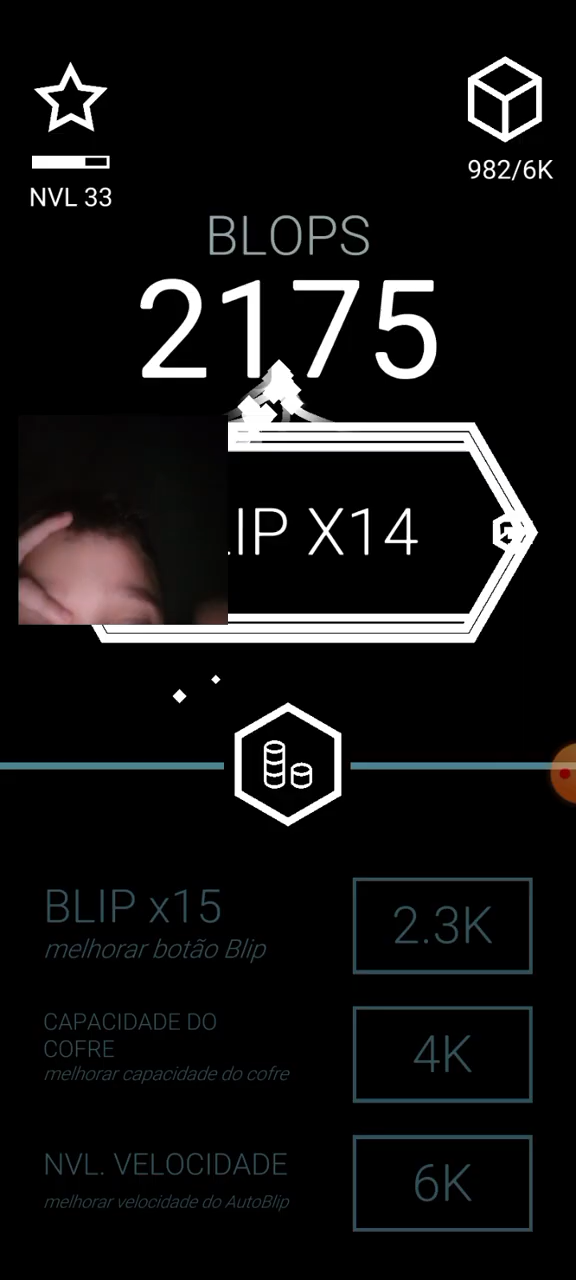 NVL 33
982/6K
BLOPS
2175
LIP X14
BLIP x15
melhorar botão Blip
2.3K
CAPACIDADE DO
COFRE
melhorar capacidade do cofre
4K
NVL. VELOCIDADE
melhorar velocidade do AutoBlip
6K